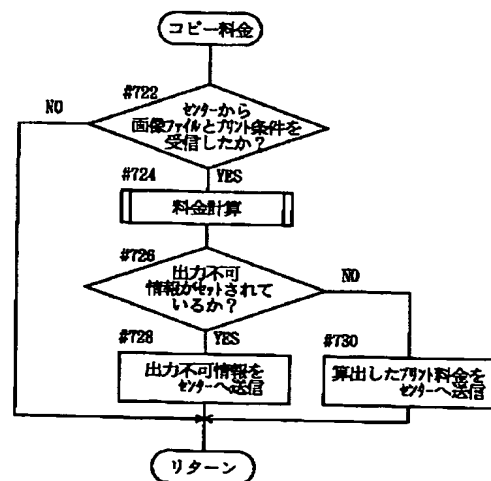 コピー料金
#722
センターから
画像ファイルとプリント条件を
受信したか？
NO
YES
#724
料金計算
#726
出力不可
情報がセットされて
いるか？
NO
YES
#728
出力不可情報を
センターへ送信
#730
算出したプリント料金を
センターへ送信
リターン